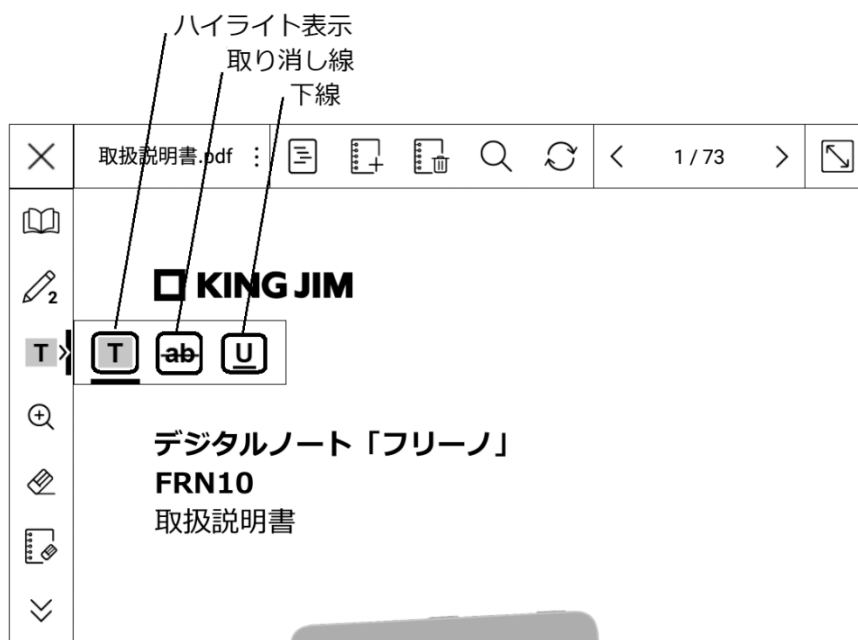 ハイライト表示
取り消し線
下線
取扱説明書.pdf
1 / 73
2
KING JIM
T
T
ab
U
デジタルノート「フリーノ」
FRN10
取扱説明書